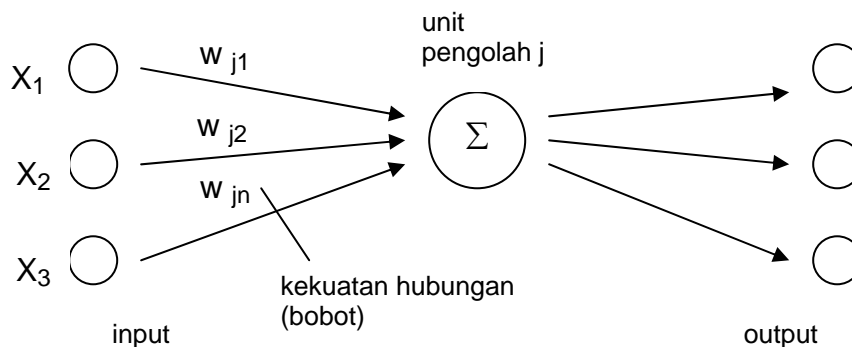 unit
pengolah j
X₁
w j1
Σ
w j2
X₂
w jn
X₃
kekuatan hubungan
(bobot)
input
output